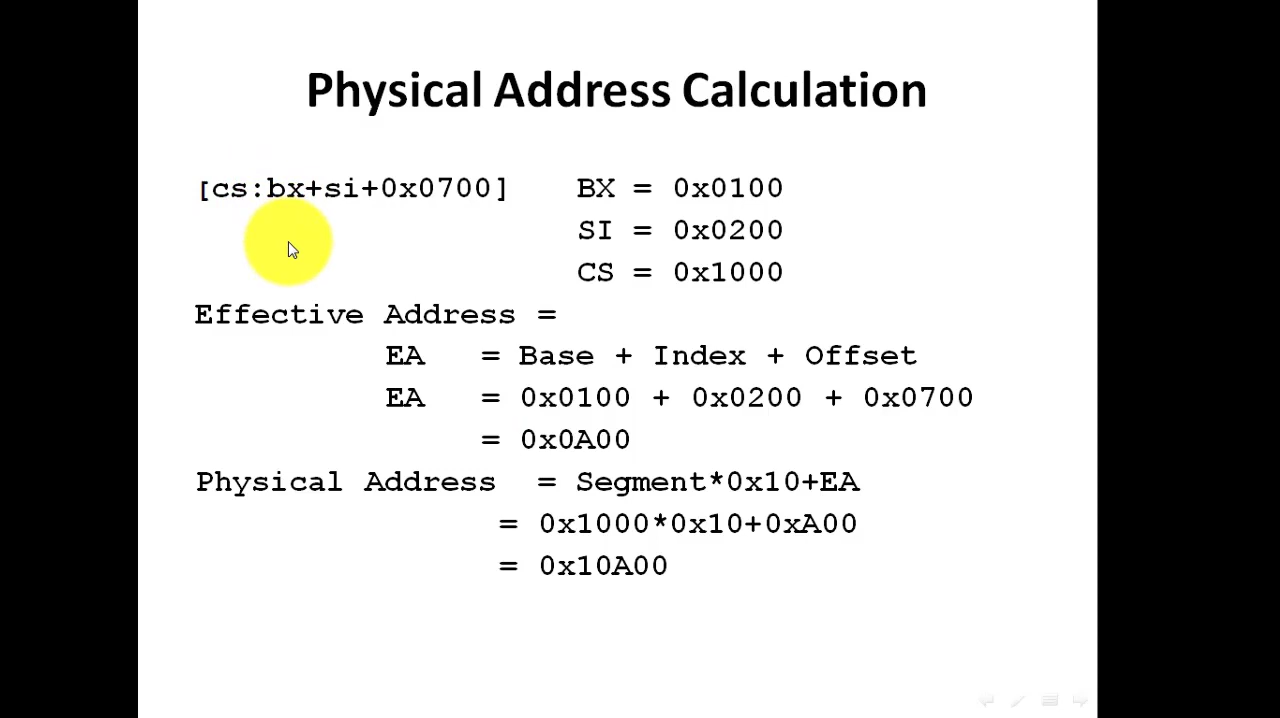 Physical Address Calculation
[cs:bx+si+0x0700] BX = 0x0100
SI = 0x0200
CS = 0x1000
Effective Address =
EA = Base + Index + Offset
EA = 0x0100 + 0x0200 + 0x0700
= 0x0A00
Physical Address = Segment*0x10+EA
= 0x1000*0x10+0xA00
= 0x10A00